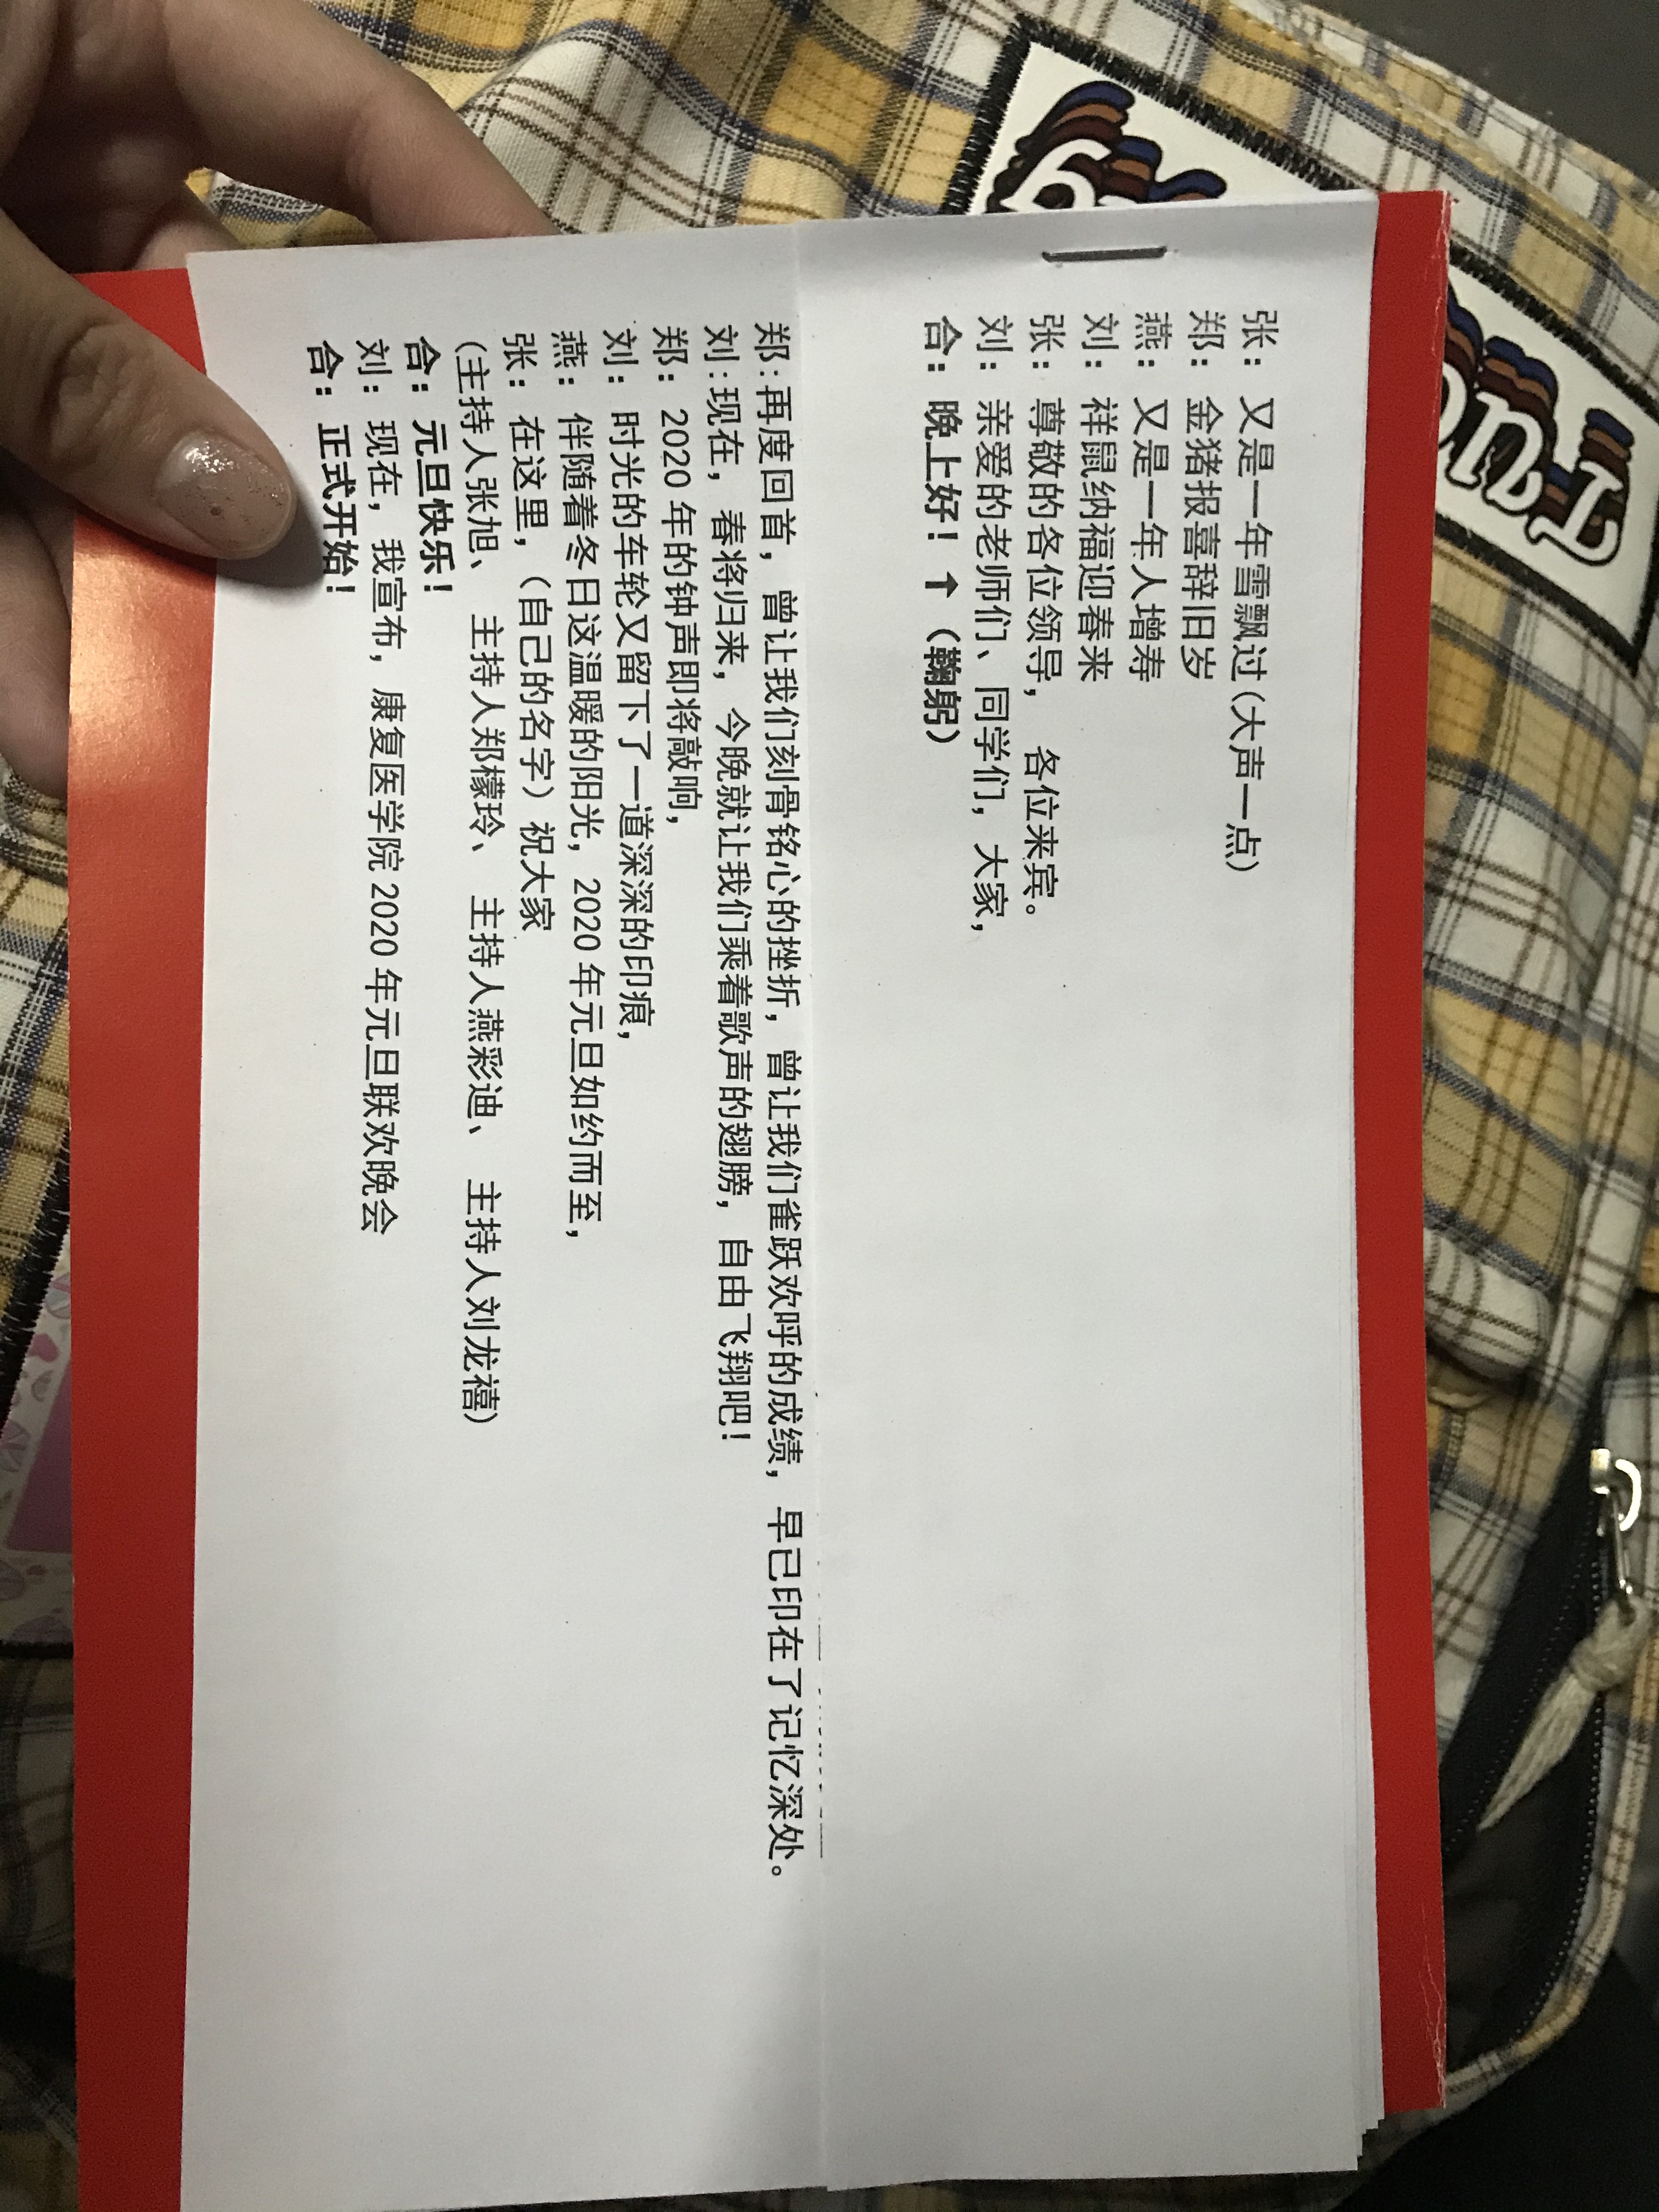 张：又是一年雪飘过(大声一点)
郑：金猪报喜辞旧岁
燕：又是一年人增寿
刘：祥鼠纳福迎春来
张：尊敬的各位领导， 各位来宾。
刘：亲爱的老师们、同学们，大家，
合：晚上好！↑（鞠躬）
郑:再度回首，曾让我们刻骨铭心的挫折，曾让我们雀跃欢呼的成绩，早已印在了记忆深处。
刘:现在，春将归来，今晚就让我们乘着歌声的翅膀，自由飞翔吧！
郑：2020 年的钟声即将敲响，
刘：时光的车轮又留下了一道深深的印痕，
燕：伴随着冬日这温暖的阳光，2020 年元旦如约而至，
张：在这里，（自己的名字）祝大家
(主持人张旭、 主持人郑檬玲、 主持人燕彩迪、 主持人刘龙禧)
合：元旦快乐！
刘：现在，我宣布，康复医学院 2020 年元旦联欢晚会
合：正式开始！